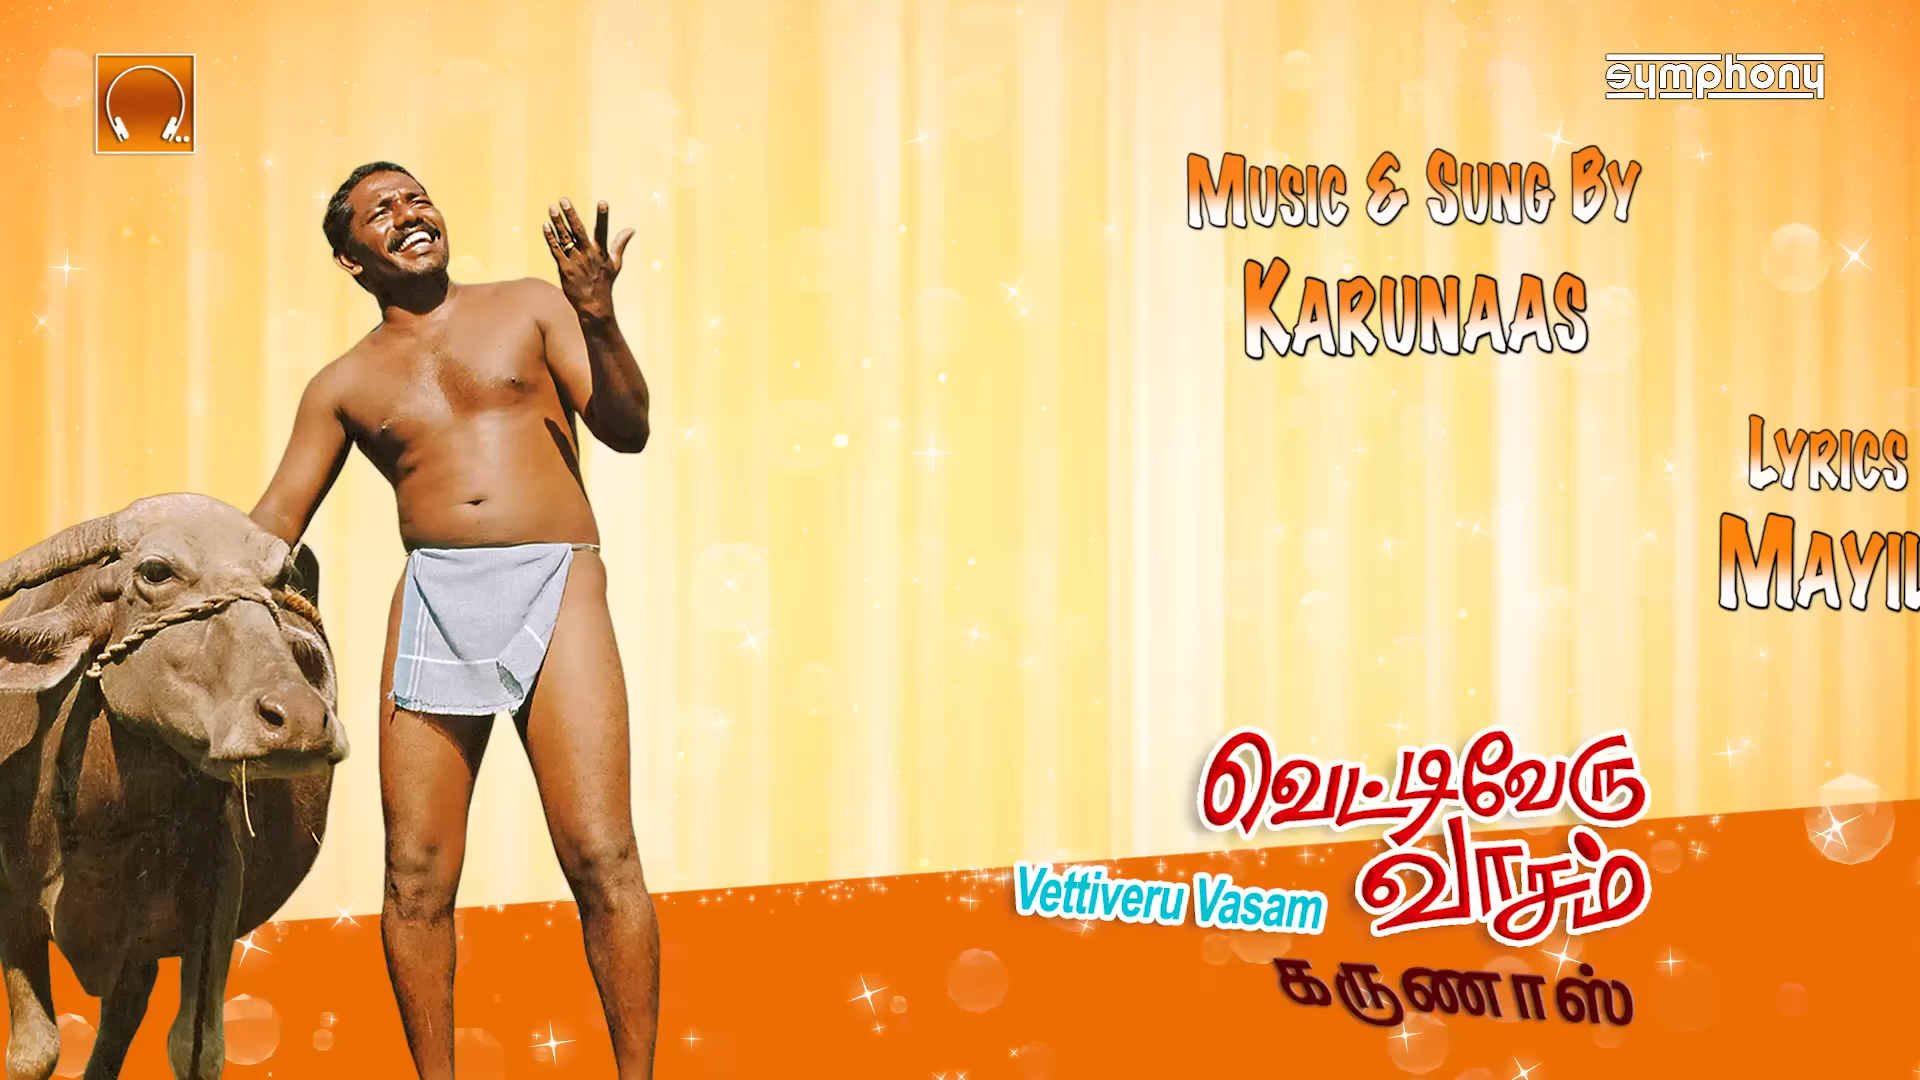 symphony
Music & Sung By
Karunaas
Lyrics
வெட்டிவேரு
வாசம்
Vettiveru Vasam
கருணாஸ்